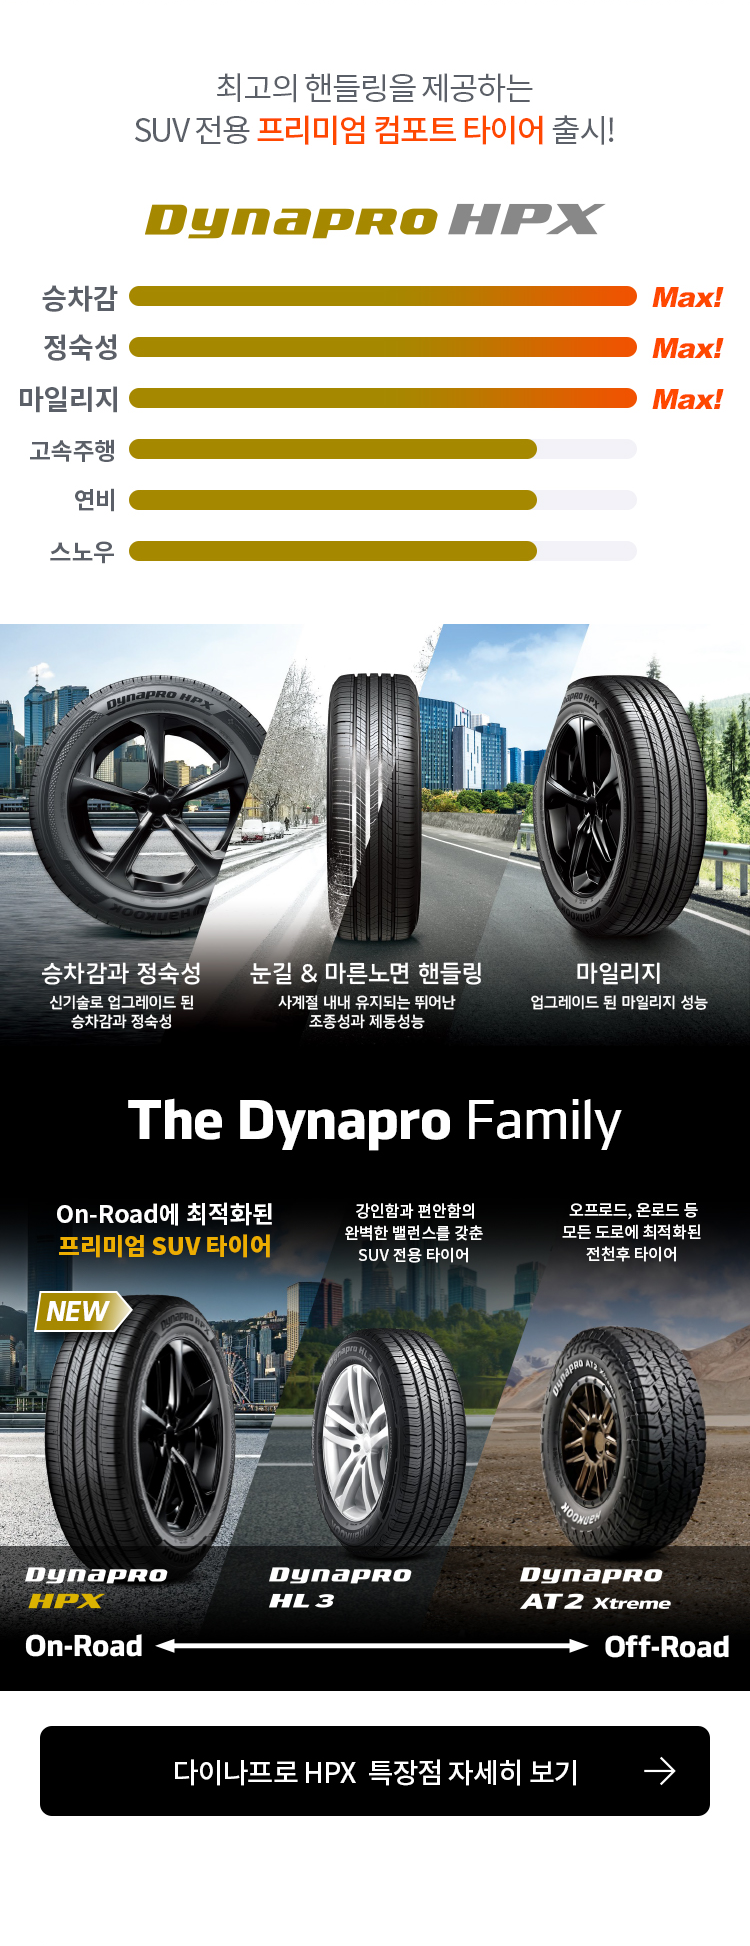 최고의 핸들링을 제공하는
SUV 전용 프리미엄 컴포트 타이어 출시!
Dynapro HPX
승차감 Max!
정숙성 Max!
마일리지 Max!
고속주행
연비
스노우
Dynapro HPX
HANKOOK
승차감과 정숙성
신기술로 업그레이드 된
승차감과 정숙성
눈길 & 마른노면 핸들링
사계절 내내 유지되는 뛰어난
조종성과 제동성능
마일리지
업그레이드 된 마일리지 성능
The Dynapro Family
On-Road에 최적화된
프리미엄 SUV 타이어
강인함과 편안함의
완벽한 밸런스를 갖춘
SUV 전용 타이어
오프로드, 온로드 등
모든 도로에 최적화된
전천후 타이어
NEW
Dynapro HPX
Dynapro HL3
Dynapro AT2
HANKOOK
Dynapro
HPX
Dynapro
HL 3
Dynapro
AT2 Xtreme
On-Road
Off-Road
다이나프로 HPX 특장점 자세히 보기